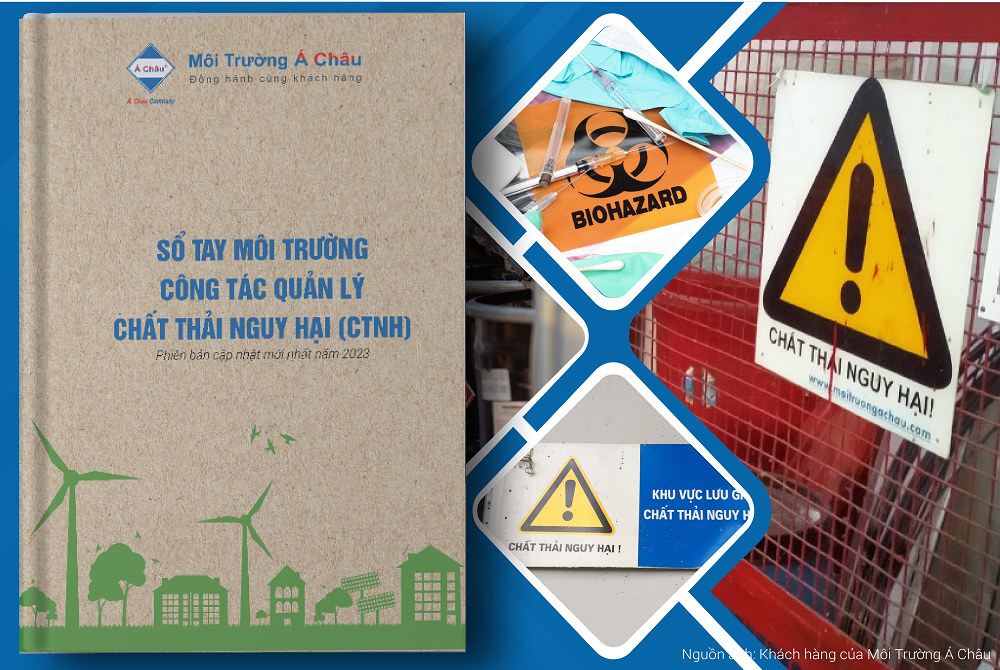 Á Châu®
Á Châu Company
Môi Trường Á Châu
Đồng hành cùng khách hàng
SỔ TAY MÔI TRƯỜNG
CÔNG TÁC QUẢN LÝ
CHẤT THẢI NGUY HẠI (CTNH)
Phiên bản cập nhật mới nhất năm 2023
BIOHAZARD
CHẤT THẢI NGUY HẠI!
www.moitruongachau.com
CHẤT THẢI NGUY HẠI !
KHU VỰC LƯU GI
CHẤT THẢI NGUY H
Nguồn ảnh: Khách hàng của Môi Trường Á Châu